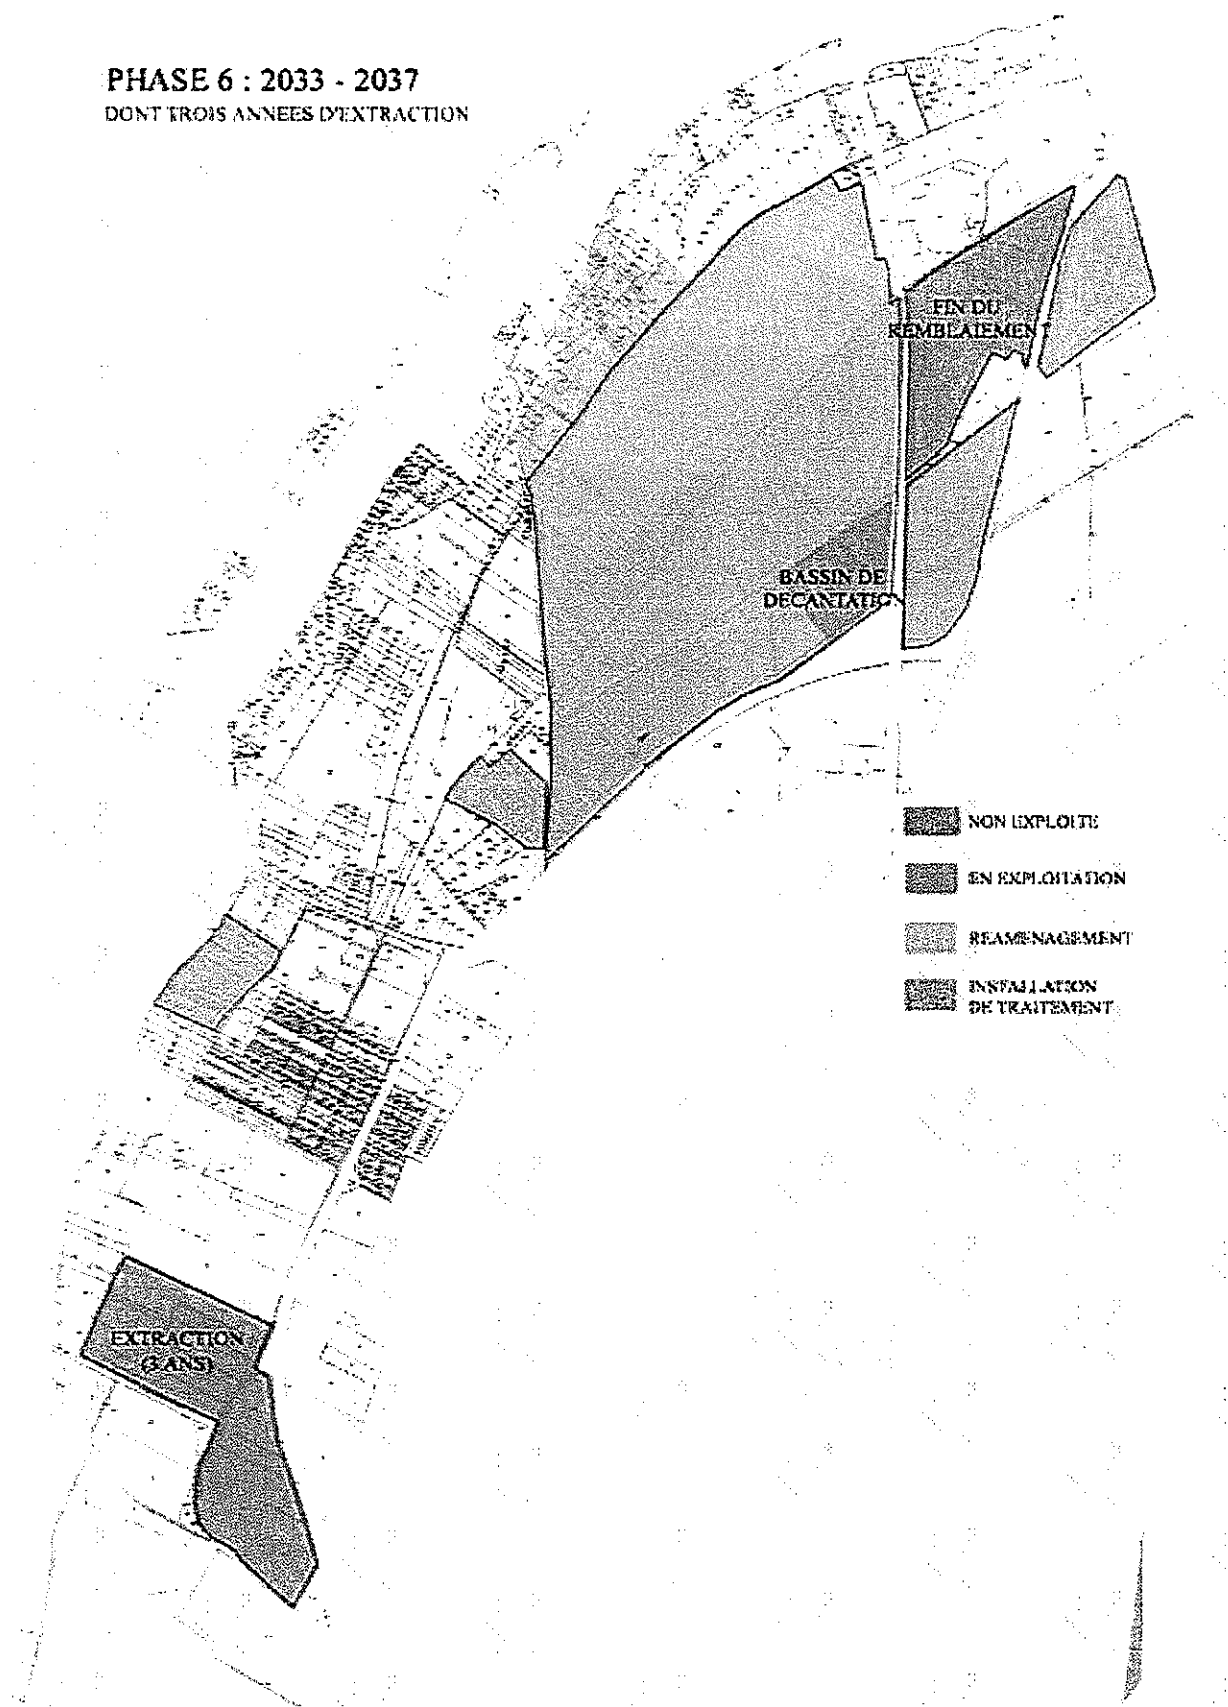 PHASE 6 : 2033 - 2037
DONT TROIS ANNEES D'EXTRACTION
FIN DU
REMBLAIEMENT
BASSIN DE
DECANTATIC
NON EXPLOITE
EN EXPLOITATION
REAMENAGEMENT
INSTALLATION
DE TRAITEMENT
EXTRACTION
(3 ANS)